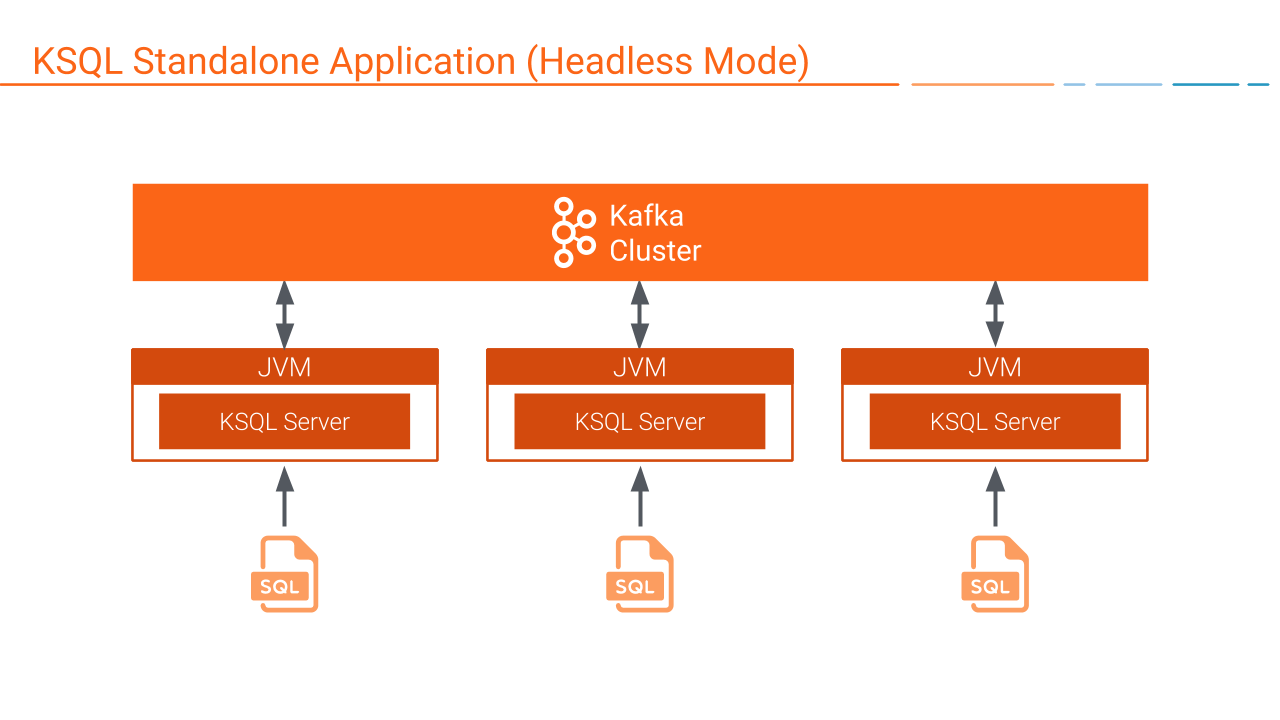 KSQL Standalone Application (Headless Mode)
Kafka
Cluster
JVM
JVM
JVM
KSQL Server
KSQL Server
KSQL Server
SQL
SQL
SQL